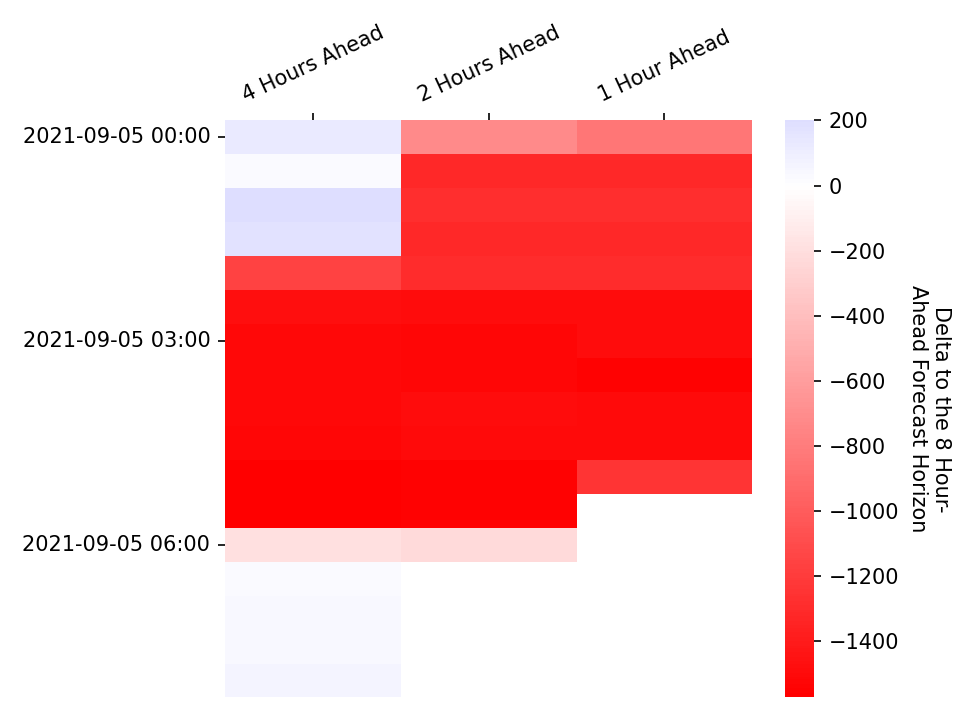 4 Hours Ahead
2 Hours Ahead
1 Hour Ahead
2021-09-05 00:00
2021-09-05 03:00
2021-09-05 06:00
200
0
−200
−400
−600
−800
−1000
−1200
−1400
Delta to the 8 Hour-
Ahead Forecast Horizon